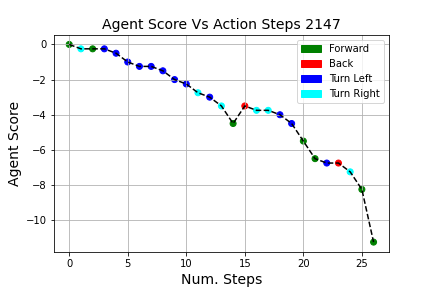 Agent Score Vs Action Steps 2147
Agent Score
0
−2
−4
−6
−8
−10
Forward
Back
Turn Left
Turn Right
0 5 10 15 20 25
Num. Steps